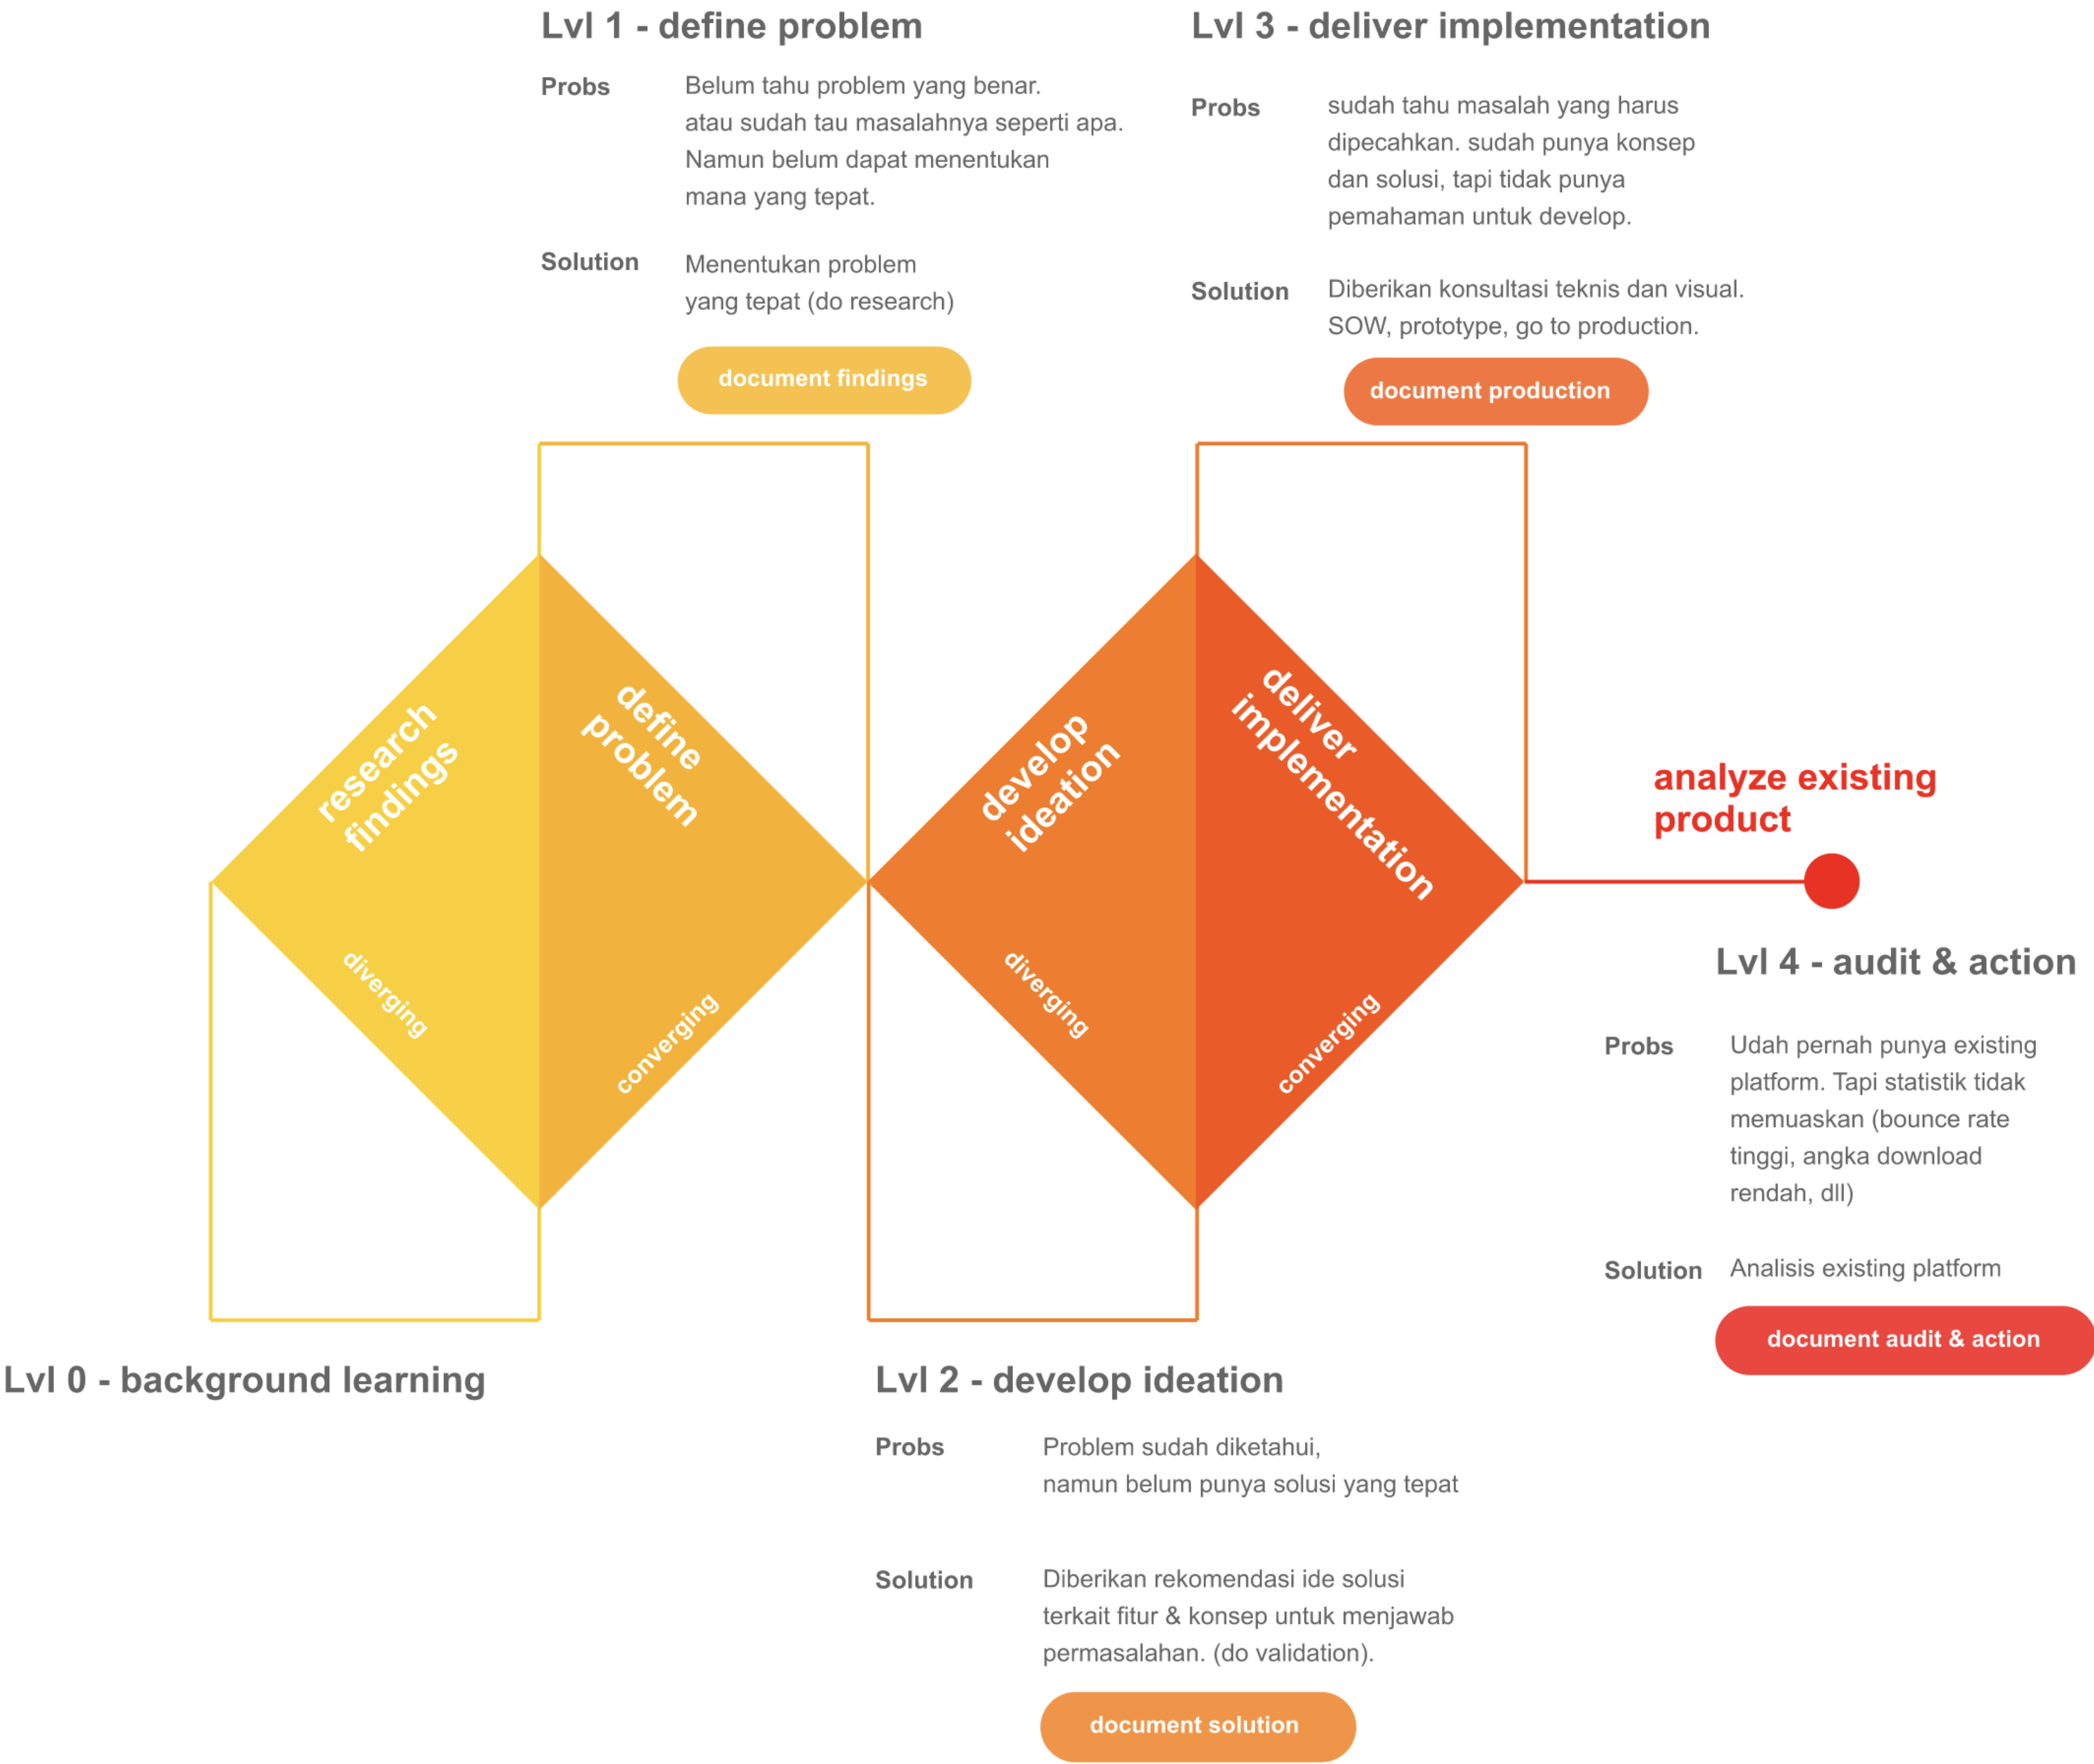 Lvl 1 - define problem
Probs
Belum tahu problem yang benar.
atau sudah tau masalahnya seperti apa.
Namun belum dapat menentukan
mana yang tepat.
Solution
Menentukan problem
yang tepat (do research)
document findings
Lvl 3 - deliver implementation
Probs
sudah tahu masalah yang harus
dipecahkan. sudah punya konsep
dan solusi, tapi tidak punya
pemahaman untuk develop.
Solution
Diberikan konsultasi teknis dan visual.
SOW, prototype, go to production.
document production
research
findings
diverging
define
problem
converging
develop
ideation
diverging
deliver
implementation
converging
analyze existing
product
Lvl 4 - audit & action
Probs
Udah pernah punya existing
platform. Tapi statistik tidak
memuaskan (bounce rate
tinggi, angka download
rendah, dll)
Solution
Analisis existing platform
document audit & action
Lvl 0 - background learning
Lvl 2 - develop ideation
Probs
Problem sudah diketahui,
namun belum punya solusi yang tepat
Solution
Diberikan rekomendasi ide solusi
terkait fitur & konsep untuk menjawab
permasalahan. (do validation).
document solution